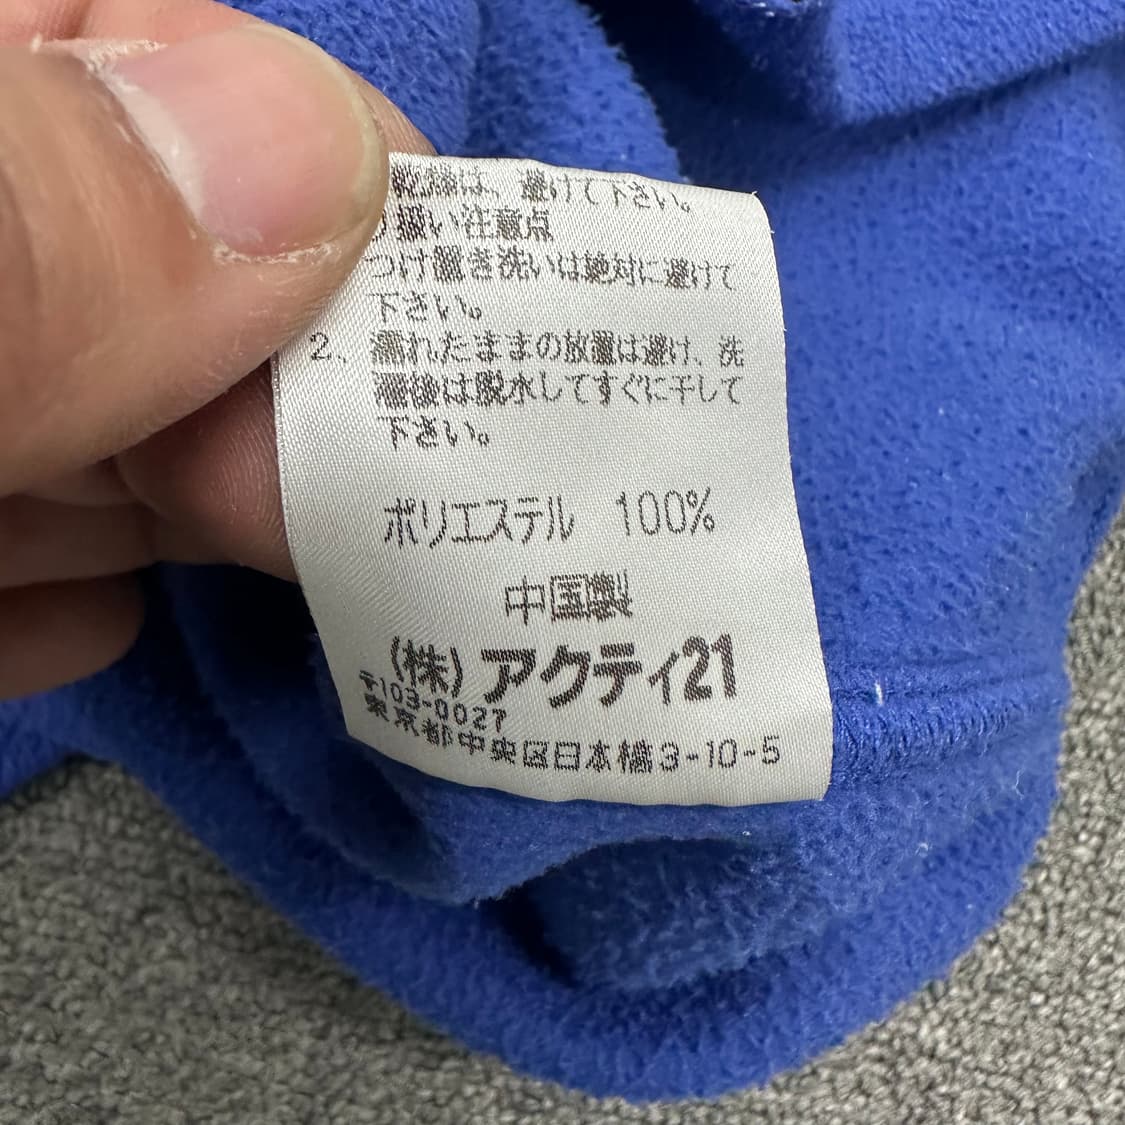 乾燥は、避けて下さい。
り扱い注意点
つけ置き洗いは絶対に避けて
下さい。
2、濡れたままの放置は避け、洗
濯後は脱水してすぐに干して
下さい。
ポリエステル 100%
中国製
(株)アクティ21
〒103-0027
東京都中央区日本橋3-10-5